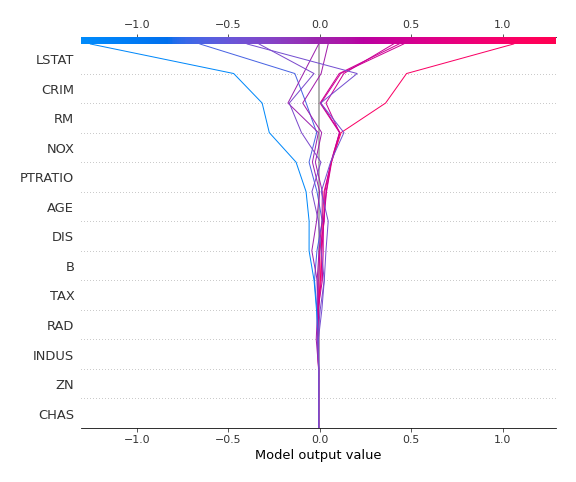 −1.0 −0.5 0.0 0.5 1.0
LSTAT
CRIM
RM
NOX
PTRATIO
AGE
DIS
B
TAX
RAD
INDUS
ZN
CHAS
−1.0 −0.5 0.0 0.5 1.0
Model output value